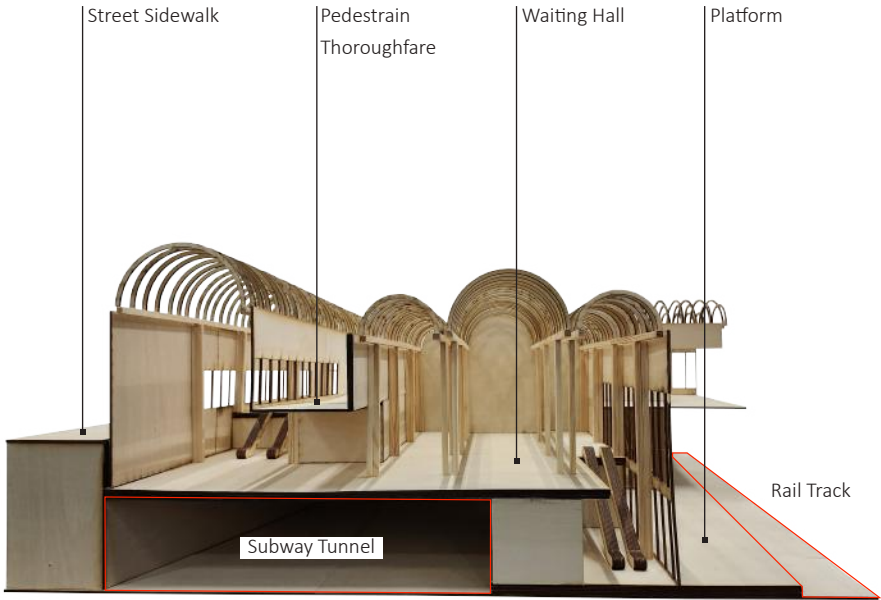 Street Sidewalk
Pedestrain
Thoroughfare
Waiting Hall
Platform
Rail Track
Subway Tunnel